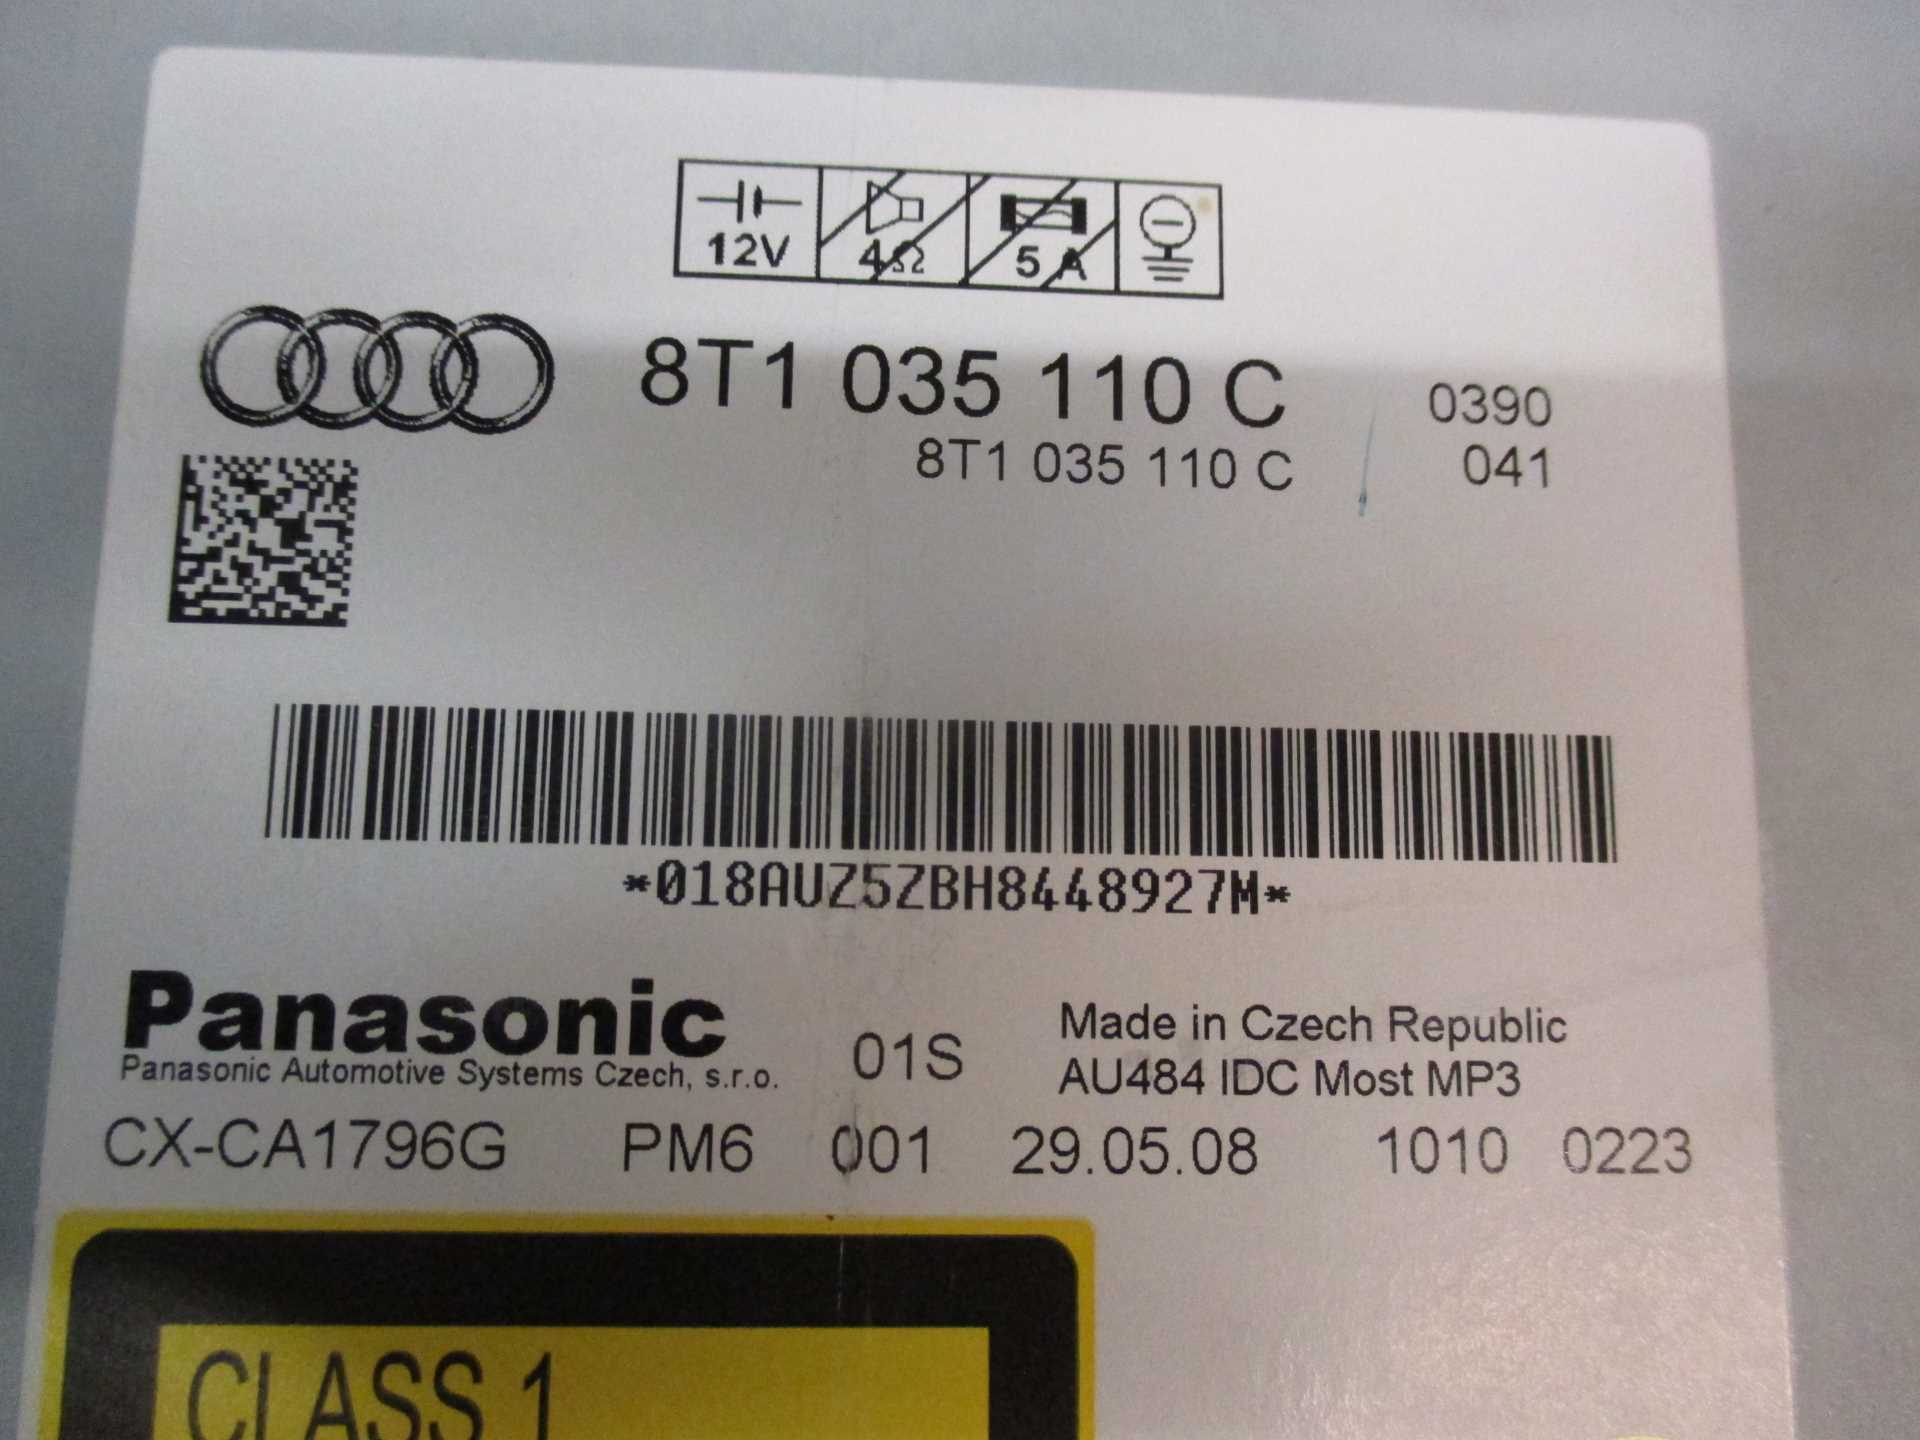 12V 4Ω 5 A
8T1 035 110 C 0390
8T1 035 110 C 041
*018AUZ5ZBH8448927M*
Panasonic
Panasonic Automotive Systems Czech, s.r.o.
01S
Made in Czech Republic
AU484 IDC Most MP3
CX-CA1796G PM6 001 29.05.08 1010 0223
CLASS 1